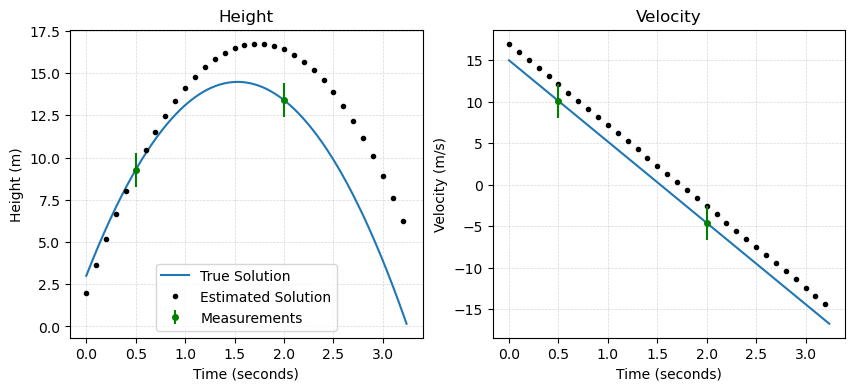 Height
Height (m)
17.5
15.0
12.5
10.0
7.5
5.0
2.5
0.0
True Solution
Estimated Solution
Measurements
0.0 0.5 1.0 1.5 2.0 2.5 3.0
Time (seconds)
Velocity
Velocity (m/s)
15
10
5
0
−5
−10
−15
0.0 0.5 1.0 1.5 2.0 2.5 3.0
Time (seconds)